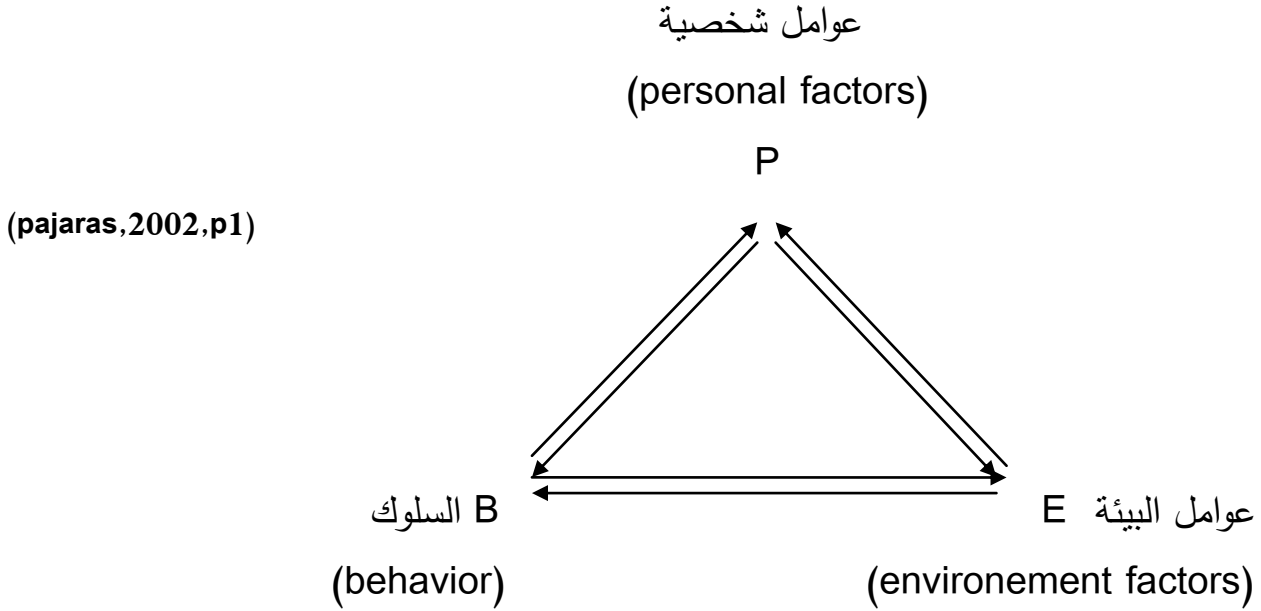 عوامل شخصية
(personal factors)
P
(pajaras,2002,p1)
السلوك B
عوامل البيئة E
(behavior)
(environement factors)